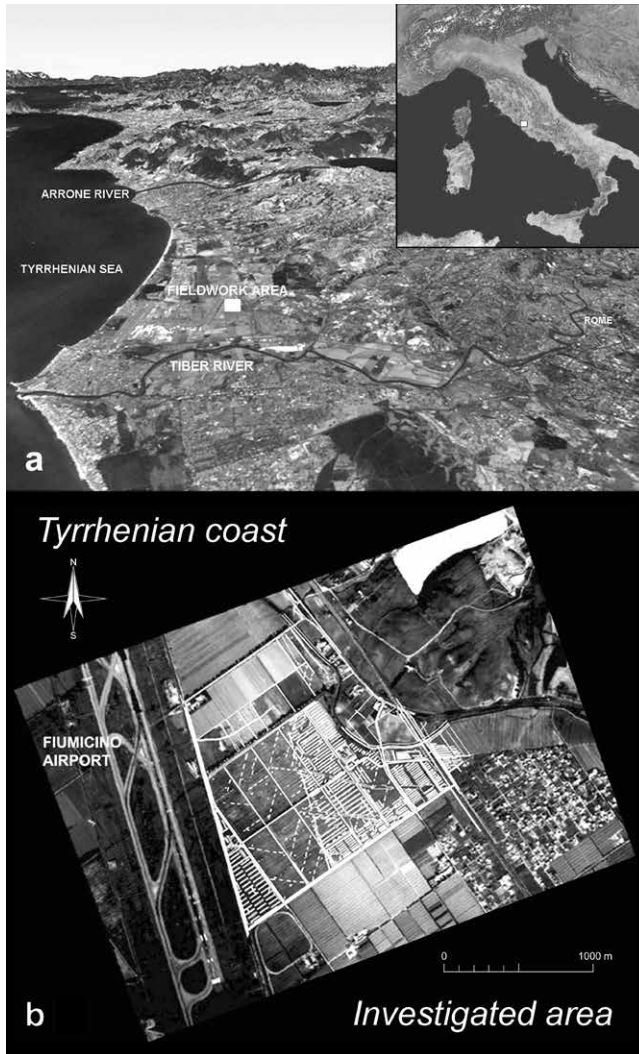 ARRONE RIVER
TYRRHENIAN SEA
FIELDWORK AREA
ROME
TIBER RIVER
a
Tyrrhenian coast
N
S
FIUMICINO
AIRPORT
0 1000 m
b
Investigated area